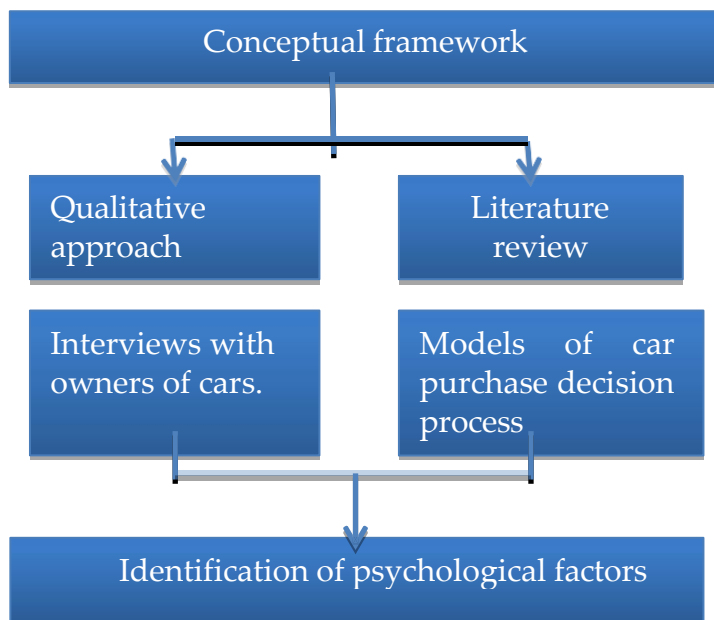 Conceptual framework
Qualitative
approach
Literature
review
Interviews with
owners of cars.
Models of car
purchase decision
process
Identification of psychological factors